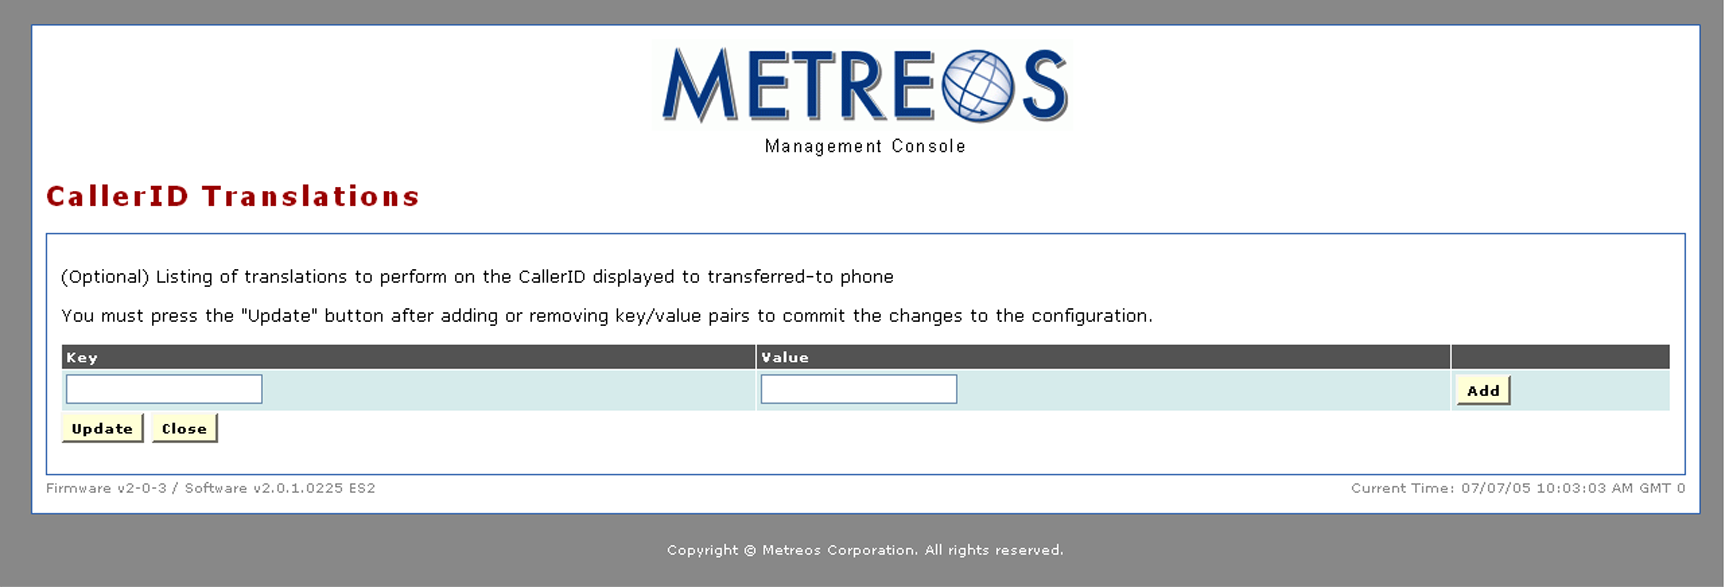 METREOS
Management Console
CallerID Translations
(Optional) Listing of translations to perform on the CallerID displayed to transferred-to phone
You must press the "Update" button after adding or removing key/value pairs to commit the changes to the configuration.
Key Value
Add
Update Close
Firmware v2-0-3 / Software v2.0.1.0225 ES2 Current Time: 07/07/05 10:03:03 AM GMT 0
Copyright © Metreos Corporation. All rights reserved.